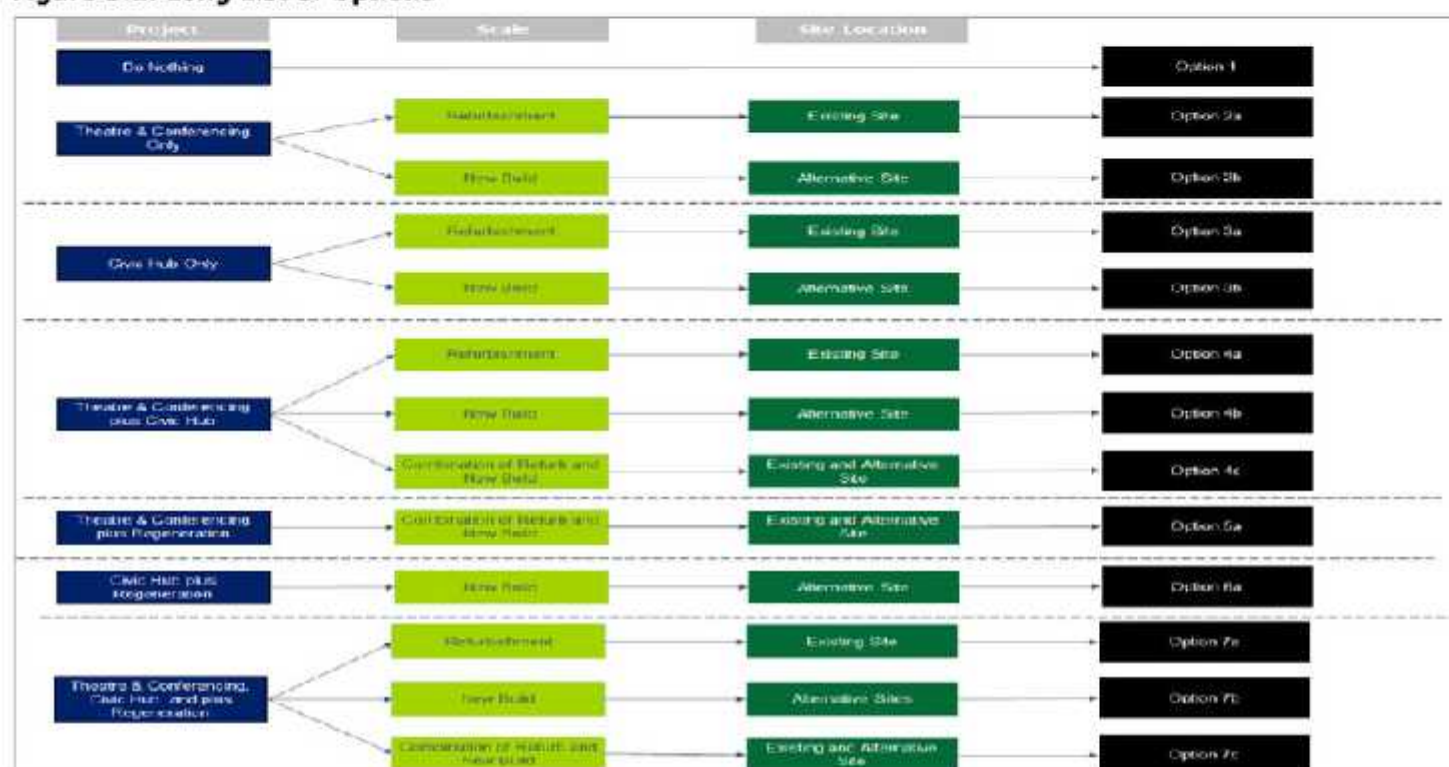 Figure Long List of Options
Project Scale Site Location
Do Nothing Option 1
Theatre & Conferencing
Only
Refurbishment Existing Site Option 2a
New Build Alternative Site Option 2b
Civic Hub Only
Refurbishment Existing Site Option 3a
New Build Alternative Site Option 3b
Theatre & Conferencing
plus Civic Hub
Refurbishment Existing Site Option 4a
New Build Alternative Site Option 4b
Combination of Refurb and
New Build
Existing and Alternative
Site
Option 4c
Theatre & Conferencing
plus Regeneration
Combination of Refurb and
New Build
Existing and Alternative
Site
Option 5a
Civic Hub plus
Regeneration
New Build Alternative Site Option 6a
Theatre & Conferencing,
Civic Hub and plus
Regeneration
Refurbishment Existing Site Option 7a
New Build Alternative Sites Option 7b
Combination of Refurb and
New Build
Existing and Alternative
Site
Option 7c